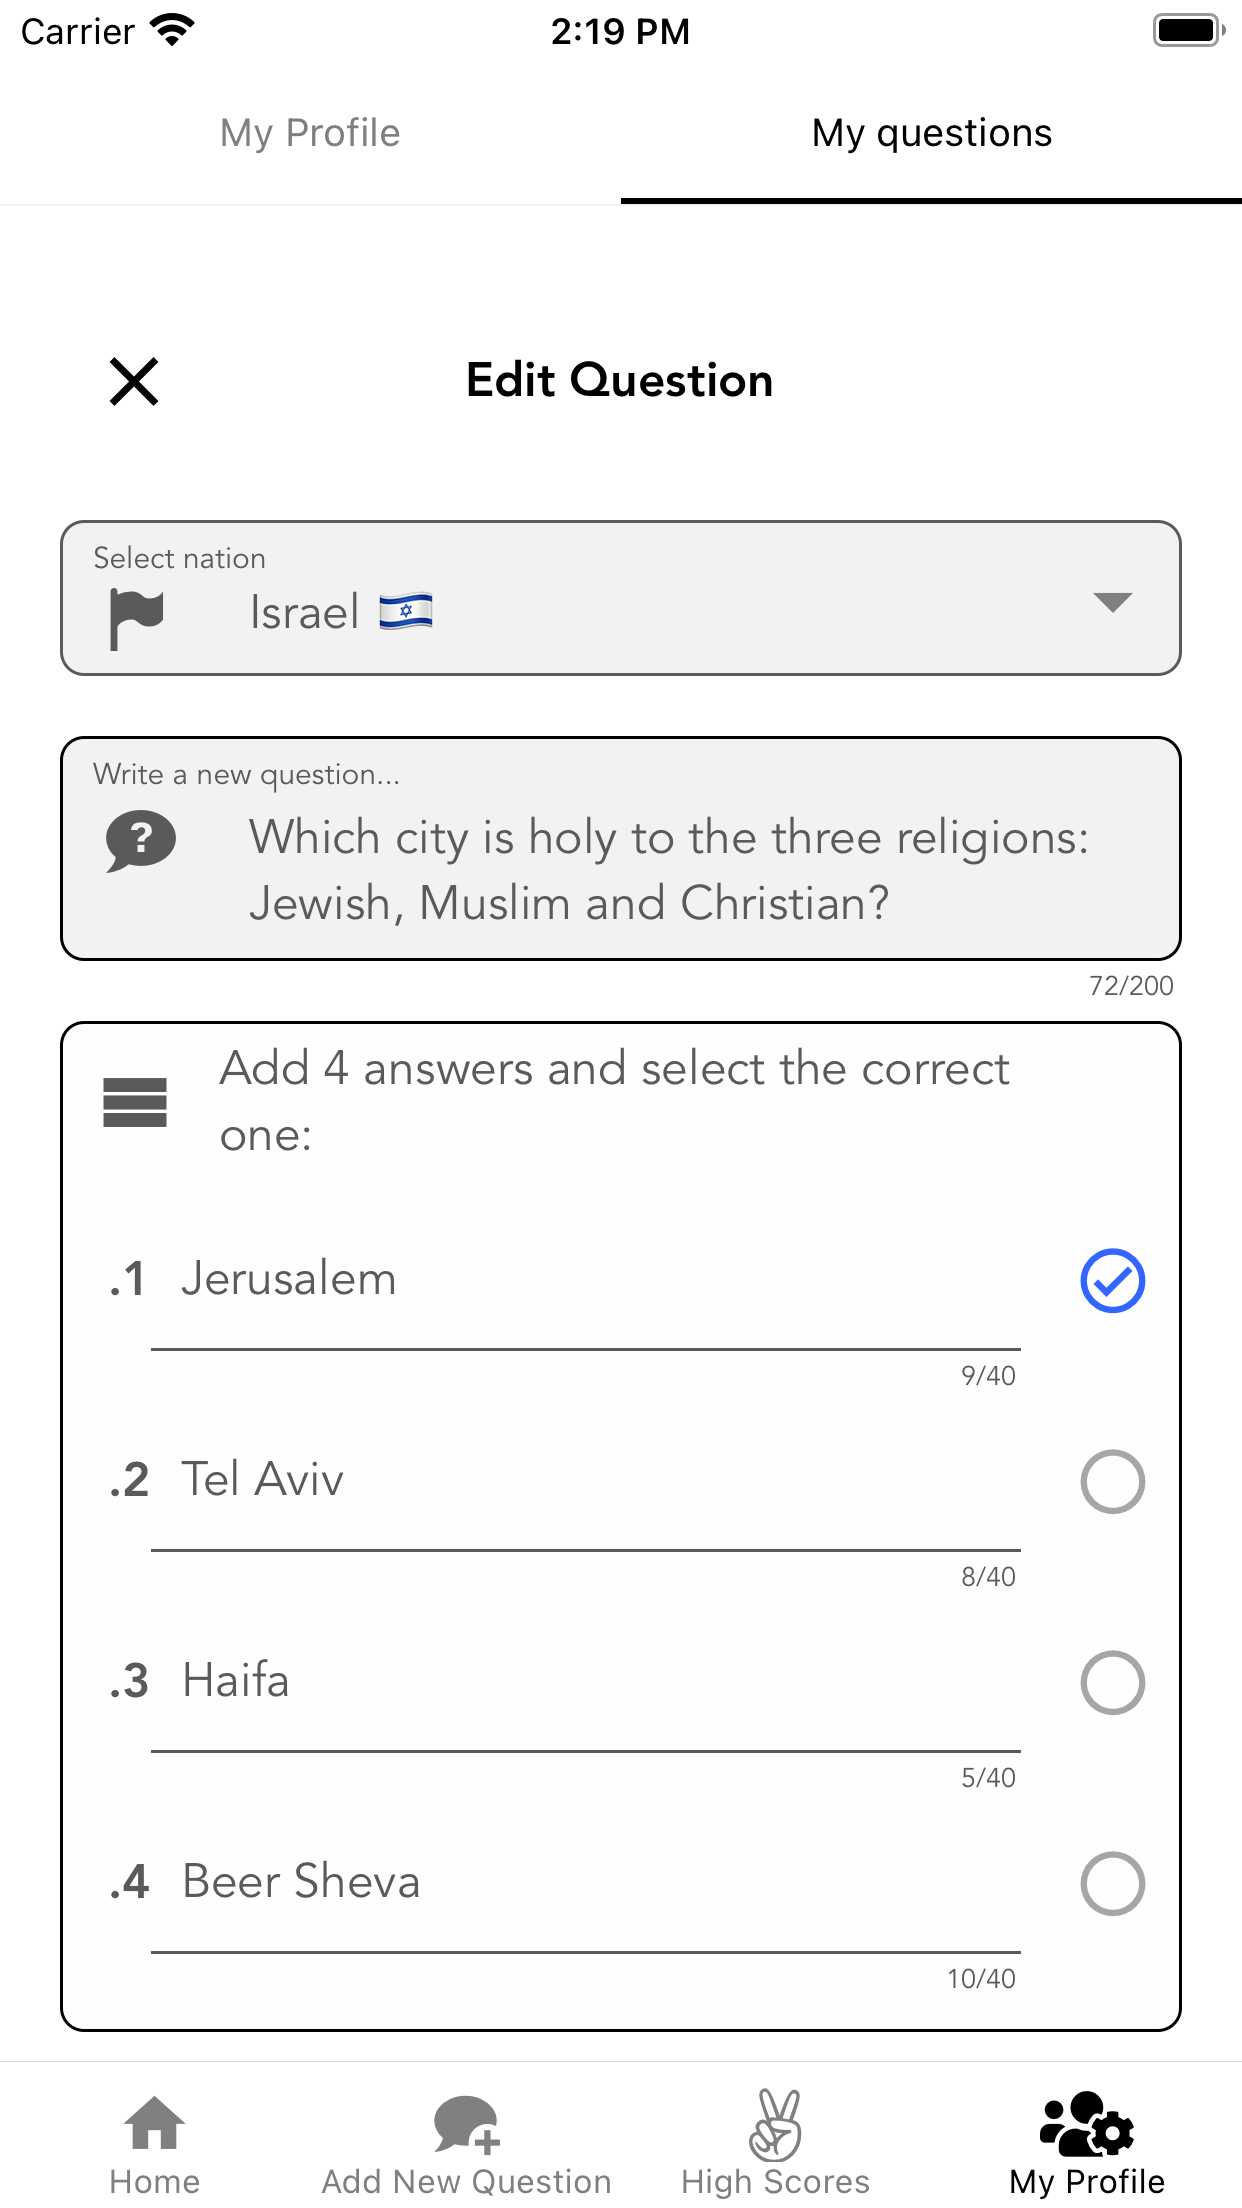 Carrier 2:19 PM
My Profile My questions
Edit Question
Select nation
Israel 🇮🇱
Write a new question...
Which city is holy to the three religions:
Jewish, Muslim and Christian?
72/200
Add 4 answers and select the correct
one:
.1 Jerusalem
9/40
.2 Tel Aviv
8/40
.3 Haifa
5/40
.4 Beer Sheva
10/40
Home Add New Question High Scores My Profile